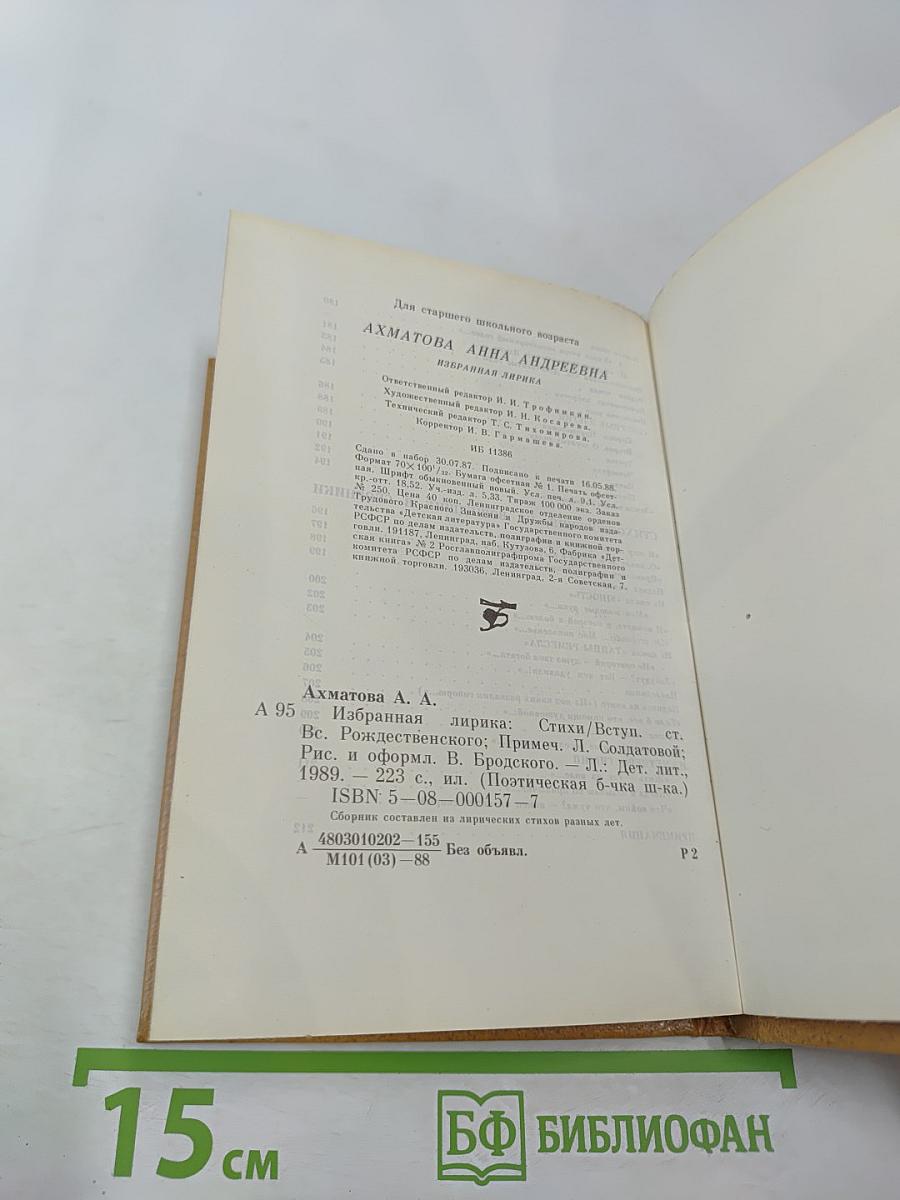 Для старшего школьного возраста
АХМАТОВА АННА АНДРЕЕВНА
ИЗБРАННАЯ ЛИРИКА
Ответственный редактор И. И. Трофимкин.
Художественный редактор И. Н. Косарева.
Технический редактор Т. С. Тихомирова.
Корректор И. В. Гармашева.
ИБ 11386
Сдано в набор 30.07.87. Подписано к печати 16.05.88.
Формат 70×100¹/₃₂. Бумага офсетная № 1. Печать офсет-
ная. Шрифт обыкновенный новый. Усл. печ. л. 9,1. Усл.
кр.-отт. 18,52. Уч.-изд. л. 5,33. Тираж 100 000 экз. Заказ
№ 250. Цена 40 коп. Ленинградское отделение орденов
Трудового Красного Знамени и Дружбы народов изда-
тельства «Детская литература» Государственного комитета
РСФСР по делам издательств, полиграфии и книжной тор-
говли. 191187, Ленинград, наб. Кутузова, 6. Фабрика «Дет-
ская книга» № 2 Росглавполиграфпрома Государственного
комитета РСФСР по делам издательств, полиграфии и
книжной торговли. 193036, Ленинград, 2-я Советская, 7.
Ахматова А. А.
А 95 Избранная лирика: Стихи/Вступ. ст.
Вс. Рождественского; Примеч. Л. Солдатовой;
Рис. и оформл. В. Бродского. — Л.: Дет. лит.,
1989. — 223 с., ил. (Поэтическая б-чка ш-ка.)
ISBN 5—08—000157—7
Сборник составлен из лирических стихов разных лет.
А 4803010202—155 Без объявл. Р2
М101(03)—88
15 см БФ БИБЛИОФАН